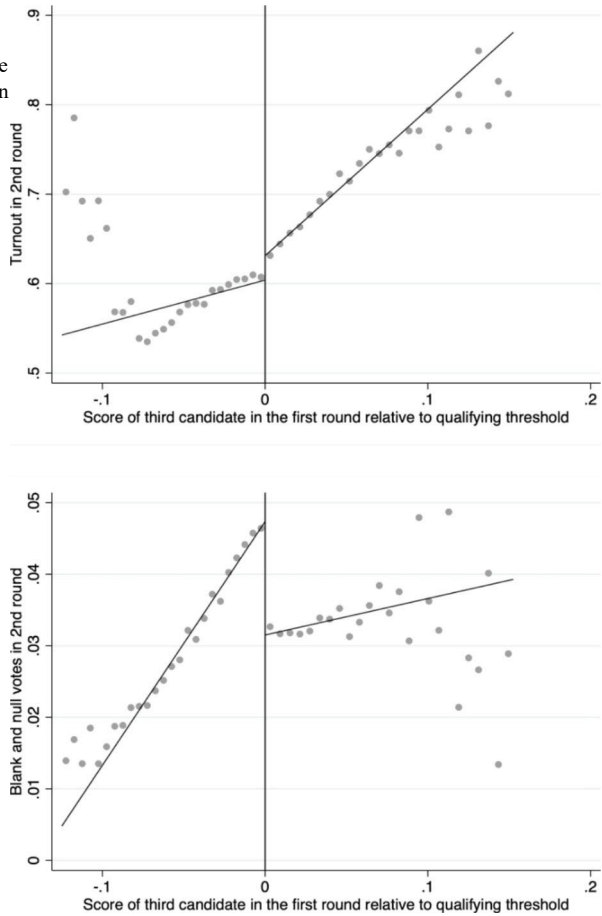 e
n
Turnout in 2nd round
.9
.8
.7
.6
.5
-.1 0 .1 .2
Score of third candidate in the first round relative to qualifying threshold
Blank and null votes in 2nd round
.05
.04
.03
.02
.01
0
-.1 0 .1 .2
Score of third candidate in the first round relative to qualifying threshold